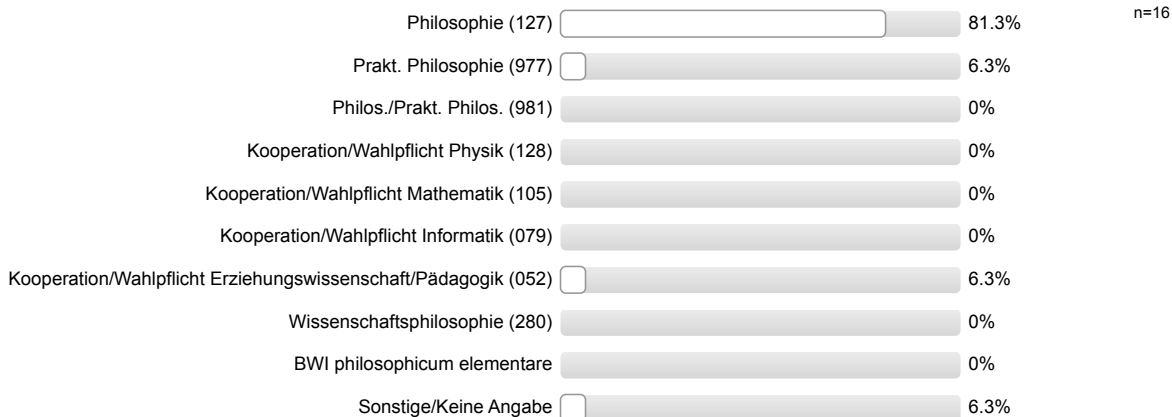 Philosophie (127) 81.3% n=16
Prakt. Philosophie (977) 6.3%
Philos./Prakt. Philos. (981) 0%
Kooperation/Wahlpflicht Physik (128) 0%
Kooperation/Wahlpflicht Mathematik (105) 0%
Kooperation/Wahlpflicht Informatik (079) 0%
Kooperation/Wahlpflicht Erziehungswissenschaft/Pädagogik (052) 6.3%
Wissenschaftsphilosophie (280) 0%
BWI philosophicum elementare 0%
Sonstige/Keine Angabe 6.3%